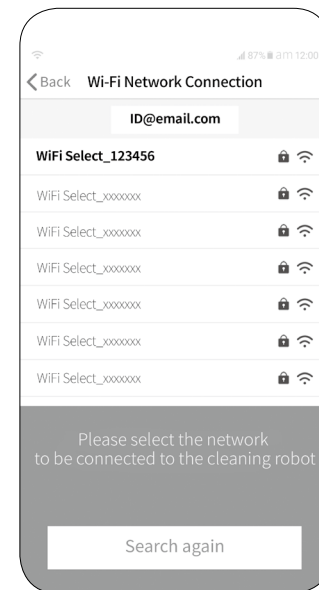 87% am 12:00
Back Wi-Fi Network Connection
ID@email.com
WiFi Select_123456
WiFi Select_xxxxxxx
WiFi Select_xxxxxxx
WiFi Select_xxxxxxx
WiFi Select_xxxxxxx
WiFi Select_xxxxxxx
WiFi Select_xxxxxxx
Please select the network
to be connected to the cleaning robot
Search again